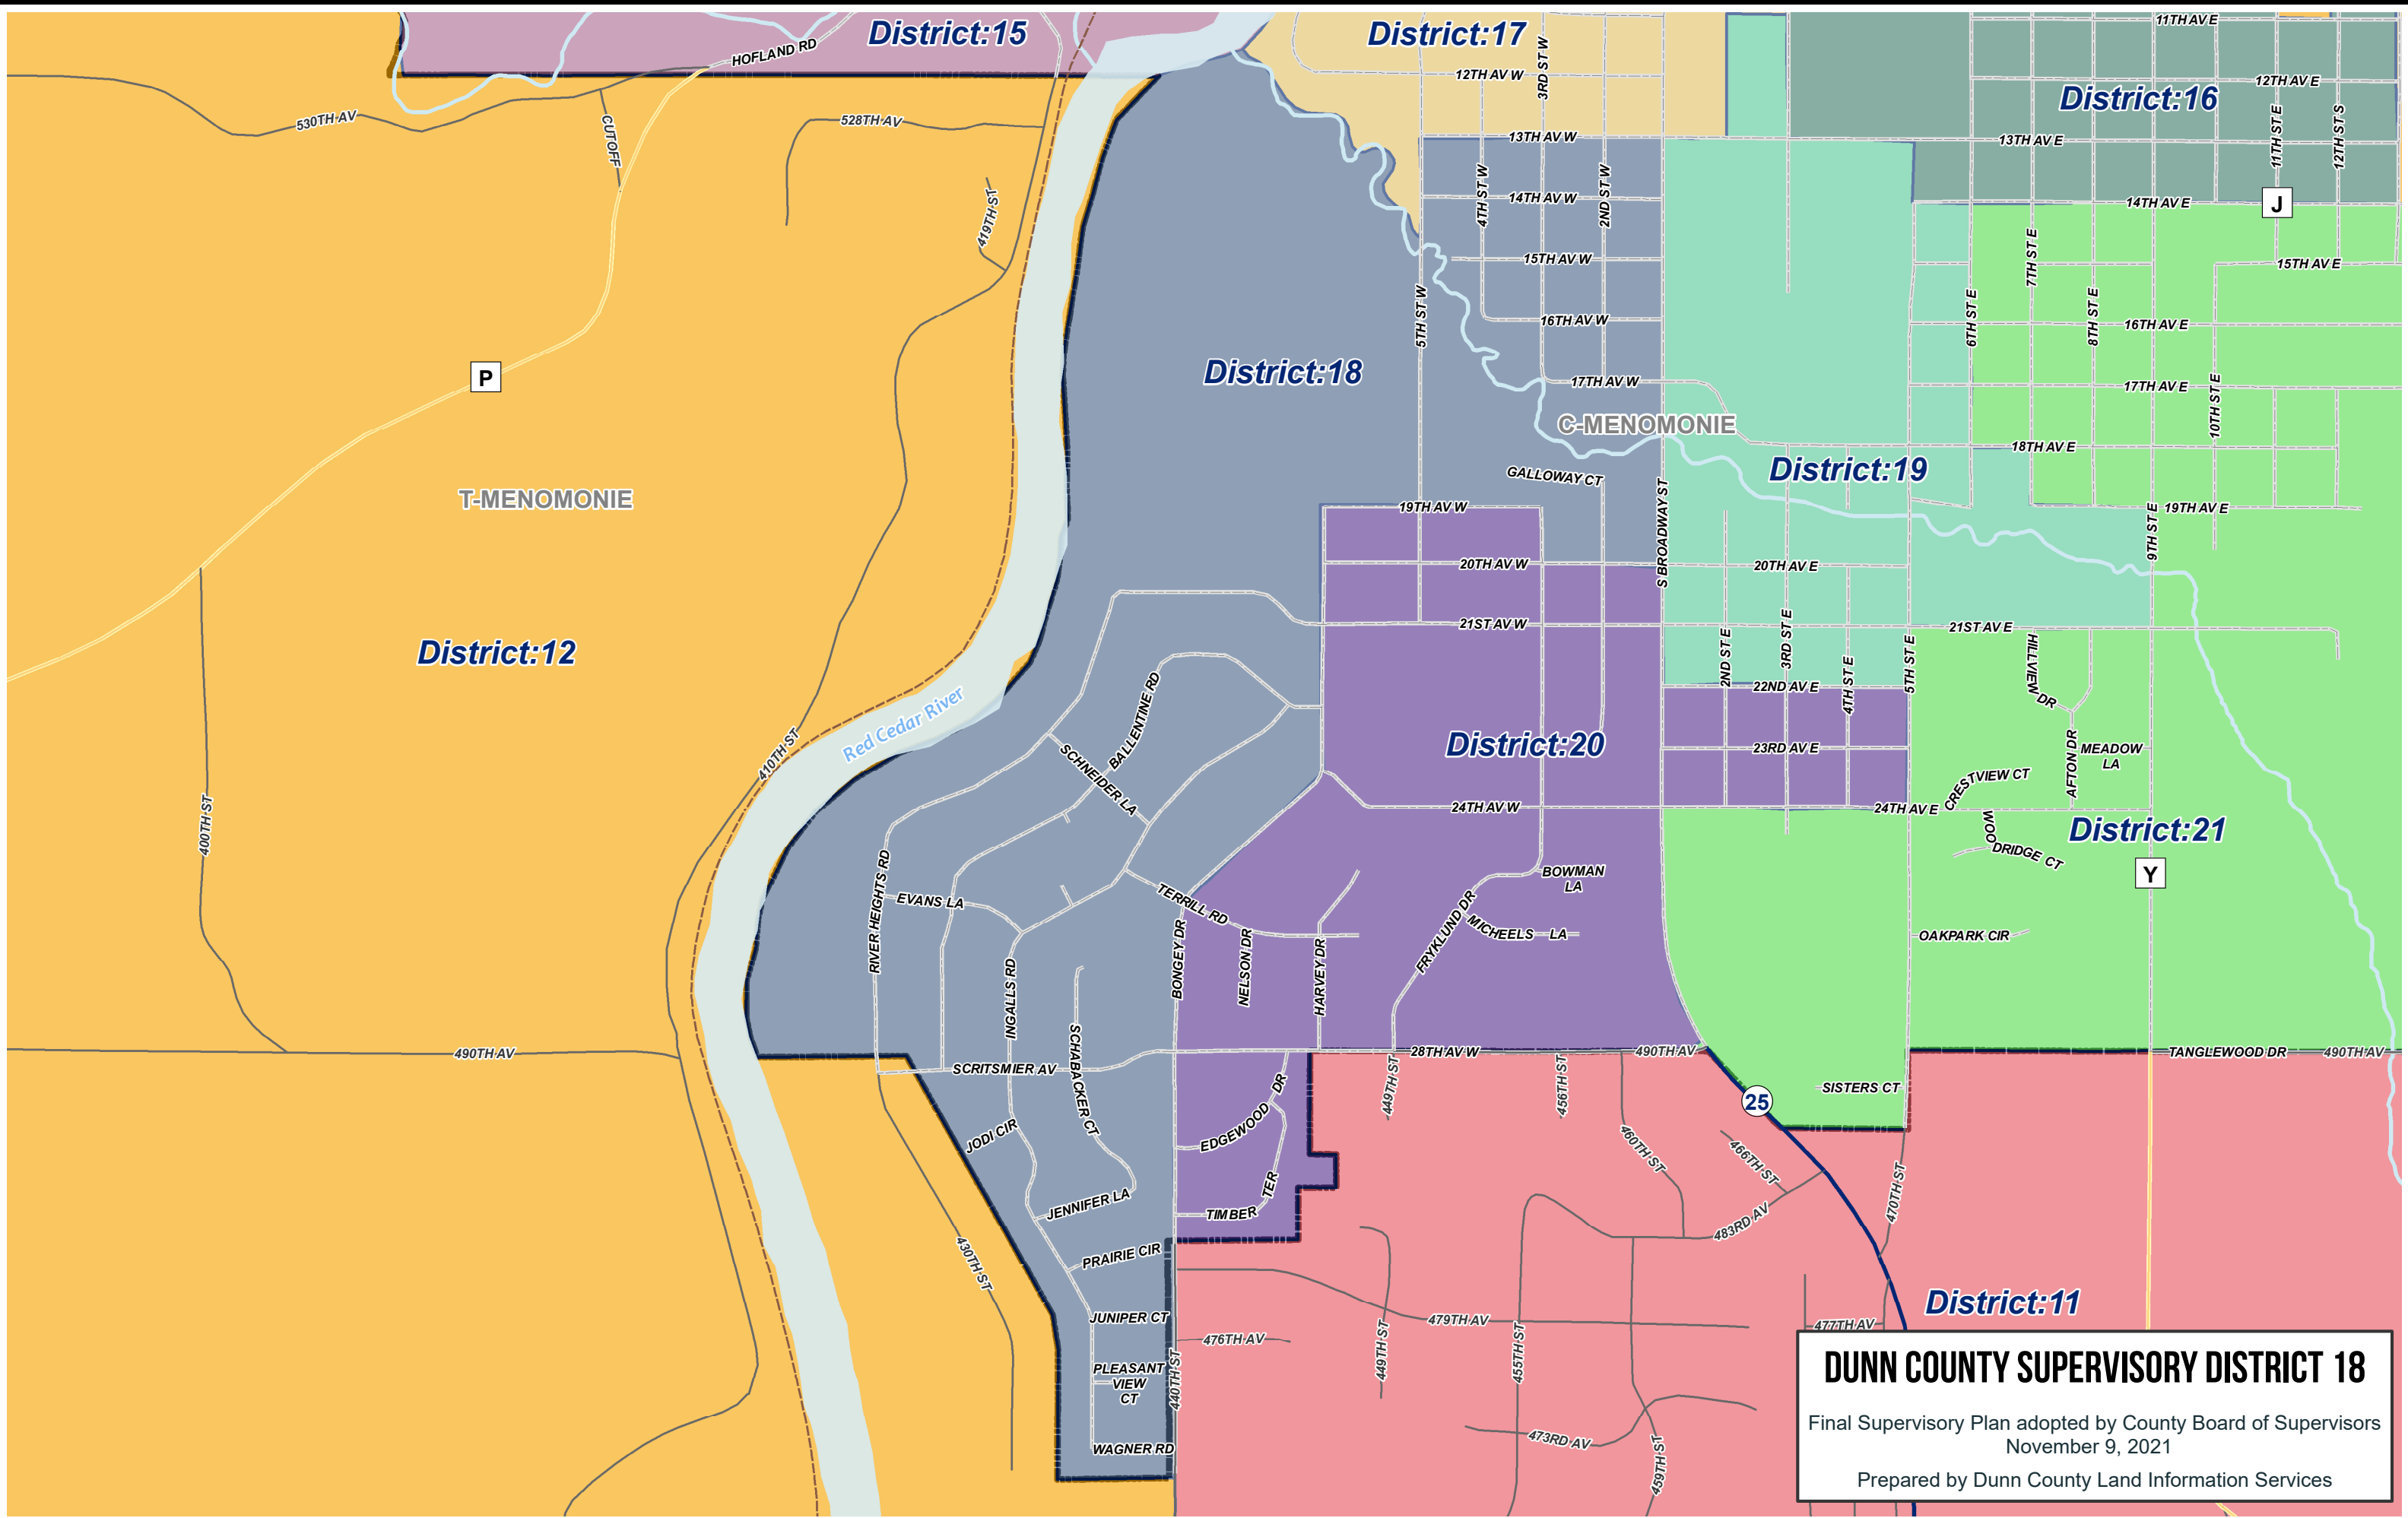 District:15
District:17
11TH AV E
HOFLAND RD
12TH AV W
3RD ST W
12TH AV E
District:16
530TH AV
CUTOFF
528TH AV
13TH AV W
13TH AV E
11TH ST E
12TH ST S
419TH ST
4TH ST W
14TH AV W
2ND ST W
14TH AV E
J
15TH AV W
7TH ST E
15TH AV E
5TH ST W
16TH AV W
6TH ST E
8TH ST E
16TH AV E
P
District:18
17TH AV W
17TH AV E
10TH ST E
C-MENOMONIE
18TH AV E
District:19
T-MENOMONIE
GALLOWAY CT
S BROADWAY ST
19TH AV W
19TH AV E
9TH ST E
20TH AV W
20TH AV E
21ST AV W
21ST AV E
District:12
2ND ST E
3RD ST E
4TH ST E
5TH ST E
HILLVIEW
DR
22ND AV E
Red Cedar River
BALLENTINE RD
410TH ST
SCHNEIDER LA
District:20
23RD AV E
AFTON DR
MEADOW
LA
CRESTVIEW CT
24TH AV W
24TH AV E
400TH ST
WOO
DRIDGE CT
District:21
Y
RIVER HEIGHTS RD
EVANS LA
TERRILL RD
BOWMAN
LA
FRYKLUND DR
MICHEELS LA
BONGEY DR
NELSON DR
HARVEY DR
OAKPARK CIR
INGALLS RD
SCHABACKER CT
490TH AV
28TH AV W
490TH AV
TANGLEWOOD DR
490TH AV
SCRITSMIER AV
449TH ST
456TH ST
SISTERS CT
25
EDGEWOOD DR
JODI CIR
460TH ST
466TH ST
470TH ST
TER
JENNIFER LA
TIMBER
483RD AV
430TH ST
PRAIRIE CIR
District:11
JUNIPER CT
476TH AV
479TH AV
477TH AV
449TH ST
455TH ST
440TH ST
PLEASANT
VIEW
CT
WAGNER RD
473RD AV
459TH ST
DUNN COUNTY SUPERVISORY DISTRICT 18
Final Supervisory Plan adopted by County Board of Supervisors
November 9, 2021
Prepared by Dunn County Land Information Services